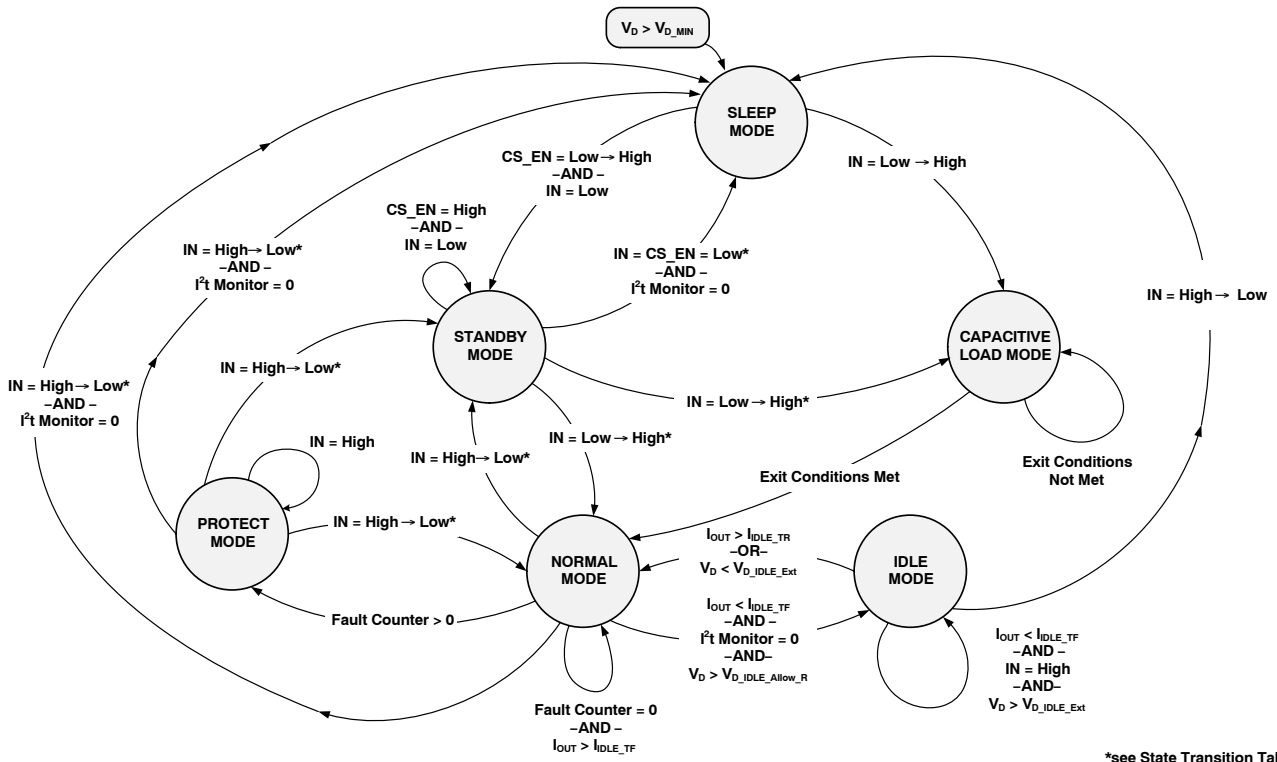 V_D > V_D_MIN
SLEEP
MODE
CS_EN = Low→High
–AND –
IN = Low
IN = Low → High
CS_EN = High
–AND –
IN = Low
IN = High→ Low*
–AND –
I²t Monitor = 0
IN = CS_EN = Low*
–AND –
I²t Monitor = 0
IN = High→ Low
STANDBY
MODE
CAPACITIVE
LOAD MODE
IN = High→Low*
IN = High→Low*
–AND –
I²t Monitor = 0
IN = Low→High*
IN = Low→High*
IN = High
IN = High→Low*
Exit Conditions
Not Met
Exit Conditions Met
PROTECT
MODE
IN = High→Low*
NORMAL
MODE
I_OUT > I_IDLE_TR
–OR–
V_D < V_D_IDLE_Ext
IDLE
MODE
Fault Counter > 0
I_OUT < I_IDLE_TF
–AND –
I²t Monitor = 0
–AND–
V_D > V_D_IDLE_Allow_R
I_OUT < I_IDLE_TF
–AND –
IN = High
–AND–
V_D > V_D_IDLE_Ext
Fault Counter = 0
–AND –
I_OUT > I_IDLE_TF
*see State Transition Tal